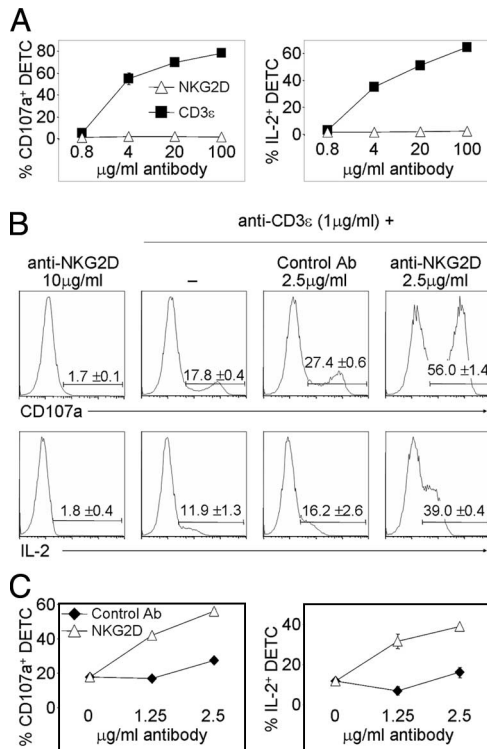 A
% CD107a⁺ DETC
80
60
40
20
0
0.8 4 20 100
µg/ml antibody
NKG2D
CD3ε
% IL-2⁺ DETC
60
40
20
0
0.8 4 20 100
µg/ml antibody
B
anti-CD3ε (1µg/ml) +
anti-NKG2D
10µg/ml
–
Control Ab
2.5µg/ml
anti-NKG2D
2.5µg/ml
1.7 ±0.1
17.8 ±0.4
27.4 ±0.6
56.0 ±1.4
CD107a
1.8 ±0.4
11.9 ±1.3
16.2 ±2.6
39.0 ±0.4
IL-2
C
% CD107a⁺ DETC
60
40
20
0
Control Ab
NKG2D
0 1.25 2.5
µg/ml antibody
% IL-2⁺ DETC
40
20
0
0 1.25 2.5
µg/ml antibody